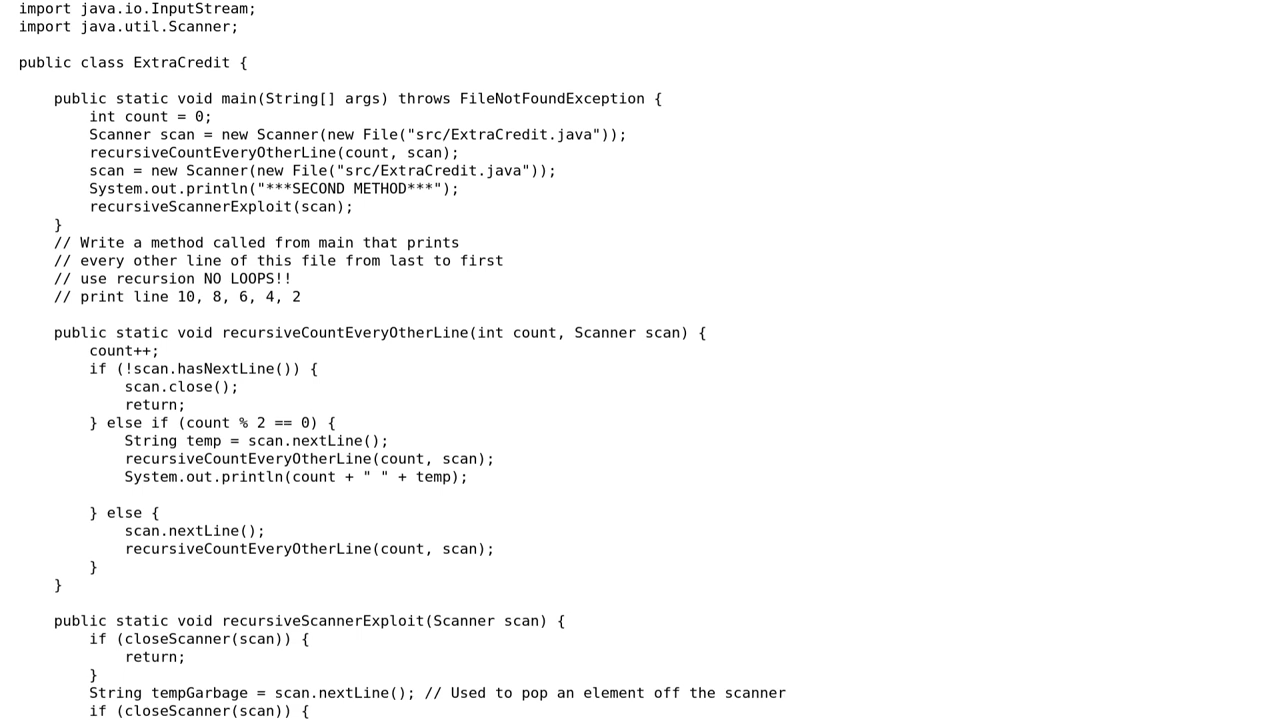 import java.io.InputStream;
import java.util.Scanner;

public class ExtraCredit {

    public static void main(String[] args) throws FileNotFoundException {
        int count = 0;
        Scanner scan = new Scanner(new File("src/ExtraCredit.java"));
        recursiveCountEveryOtherLine(count, scan);
        scan = new Scanner(new File("src/ExtraCredit.java"));
        System.out.println("***SECOND METHOD***");
        recursiveScannerExploit(scan);
    }
    // Write a method called from main that prints
    // every other line of this file from last to first
    // use recursion NO LOOPS!!
    // print line 10, 8, 6, 4, 2

    public static void recursiveCountEveryOtherLine(int count, Scanner scan) {
        count++;
        if (!scan.hasNextLine()) {
            scan.close();
            return;
        } else if (count % 2 == 0) {
            String temp = scan.nextLine();
            recursiveCountEveryOtherLine(count, scan);
            System.out.println(count + " " + temp);

        } else {
            scan.nextLine();
            recursiveCountEveryOtherLine(count, scan);
        }
    }

    public static void recursiveScannerExploit(Scanner scan) {
        if (closeScanner(scan)) {
            return;
        }
        String tempGarbage = scan.nextLine(); // Used to pop an element off the scanner
        if (closeScanner(scan)) {